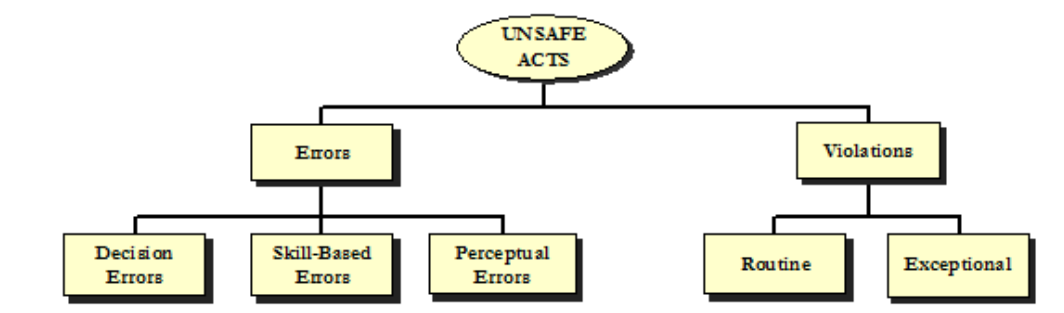 UNSAFE
ACTS
Errors
Violations
Decision
Errors
Skill-Based
Errors
Perceptual
Errors
Routine
Exceptional